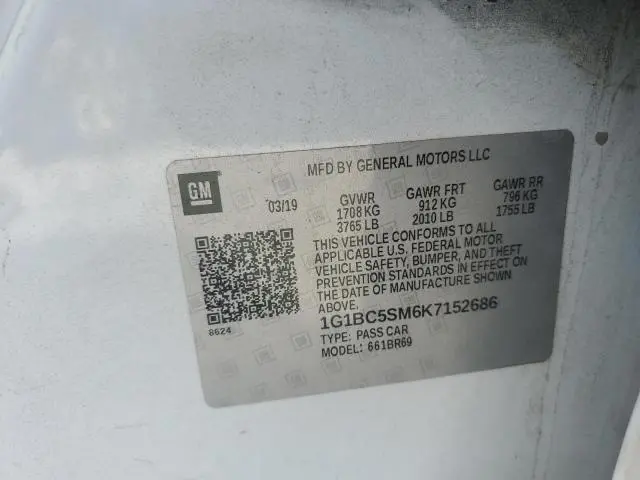 MFD BY GENERAL MOTORS LLC
GM
03/19
GVWR GAWR FRT GAWR RR
1708 KG 912 KG 796 KG
3765 LB 2010 LB 1755 LB
THIS VEHICLE CONFORMS TO ALL
APPLICABLE U.S. FEDERAL MOTOR
VEHICLE SAFETY, BUMPER, AND THEFT
PREVENTION STANDARDS IN EFFECT ON
THE DATE OF MANUFACTURE SHOWN
ABOVE.
8624
1G1BC5SM6K7152686
TYPE: PASS CAR
MODEL: 661BR69